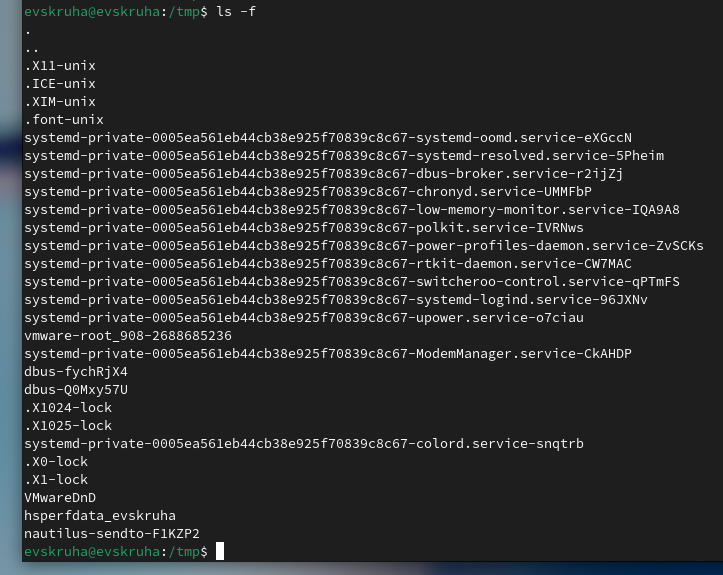 evskruha@evskruha:/tmp$ ls -f
.
..
.X11-unix
.ICE-unix
.XIM-unix
.font-unix
systemd-private-0005ea561eb44cb38e925f70839c8c67-systemd-oomd.service-eXGccN
systemd-private-0005ea561eb44cb38e925f70839c8c67-systemd-resolved.service-5Pheim
systemd-private-0005ea561eb44cb38e925f70839c8c67-dbus-broker.service-r2ijZj
systemd-private-0005ea561eb44cb38e925f70839c8c67-chronyd.service-UMMFbP
systemd-private-0005ea561eb44cb38e925f70839c8c67-low-memory-monitor.service-IQA9A8
systemd-private-0005ea561eb44cb38e925f70839c8c67-polkit.service-IVRNws
systemd-private-0005ea561eb44cb38e925f70839c8c67-power-profiles-daemon.service-ZvSCKs
systemd-private-0005ea561eb44cb38e925f70839c8c67-rtkit-daemon.service-CW7MAC
systemd-private-0005ea561eb44cb38e925f70839c8c67-switcheroo-control.service-qPTmFS
systemd-private-0005ea561eb44cb38e925f70839c8c67-systemd-logind.service-96JXNv
systemd-private-0005ea561eb44cb38e925f70839c8c67-upower.service-o7ciau
vmware-root_908-2688685236
systemd-private-0005ea561eb44cb38e925f70839c8c67-ModemManager.service-CkAHDP
dbus-fychRjX4
dbus-Q0Mxy57U
.X1024-lock
.X1025-lock
systemd-private-0005ea561eb44cb38e925f70839c8c67-colord.service-snqtrb
.X0-lock
.X1-lock
VMwareDnD
hsperfdata_evskruha
nautilus-sendto-F1KZP2
evskruha@evskruha:/tmp$